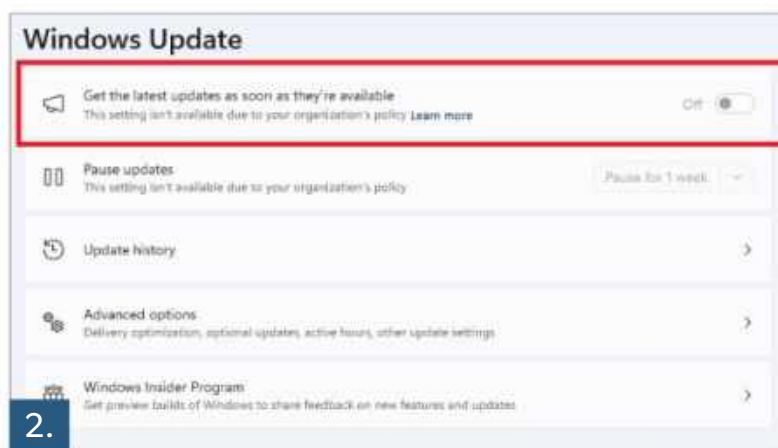 Windows Update
Get the latest updates as soon as they're available
This setting isn't available due to your organization's policy Learn more
Off
Pause updates
This setting isn't available due to your organization's policy
Pause for 1 week
Update history
Advanced options
Delivery optimization, optional updates, active hours, other update settings
Windows Insider Program
Get preview builds of Windows to share feedback on new features and updates
2.